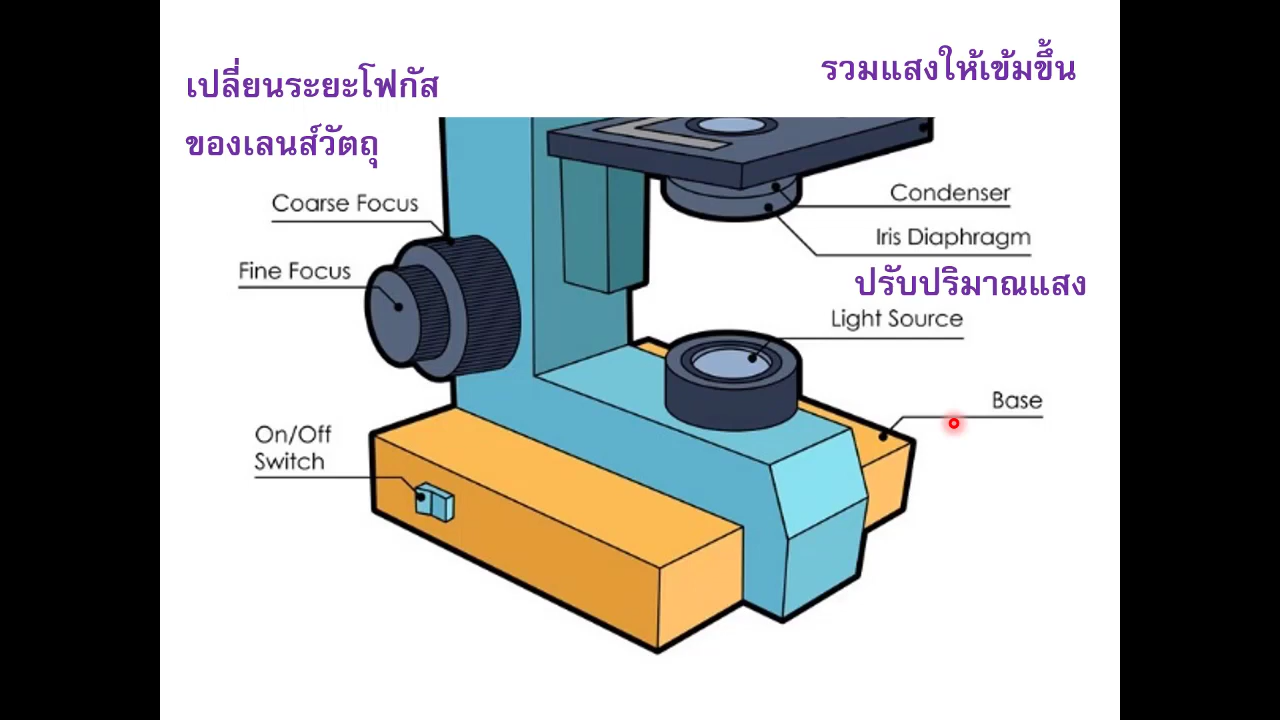 เปลี่ยนระยะโฟกัส
ของเลนส์วัตถุ
รวมแสงให้เข้มขึ้น
Coarse Focus
Condenser
Iris Diaphragm
Fine Focus
ปรับปริมาณแสง
Light Source
Base
On/Off
Switch